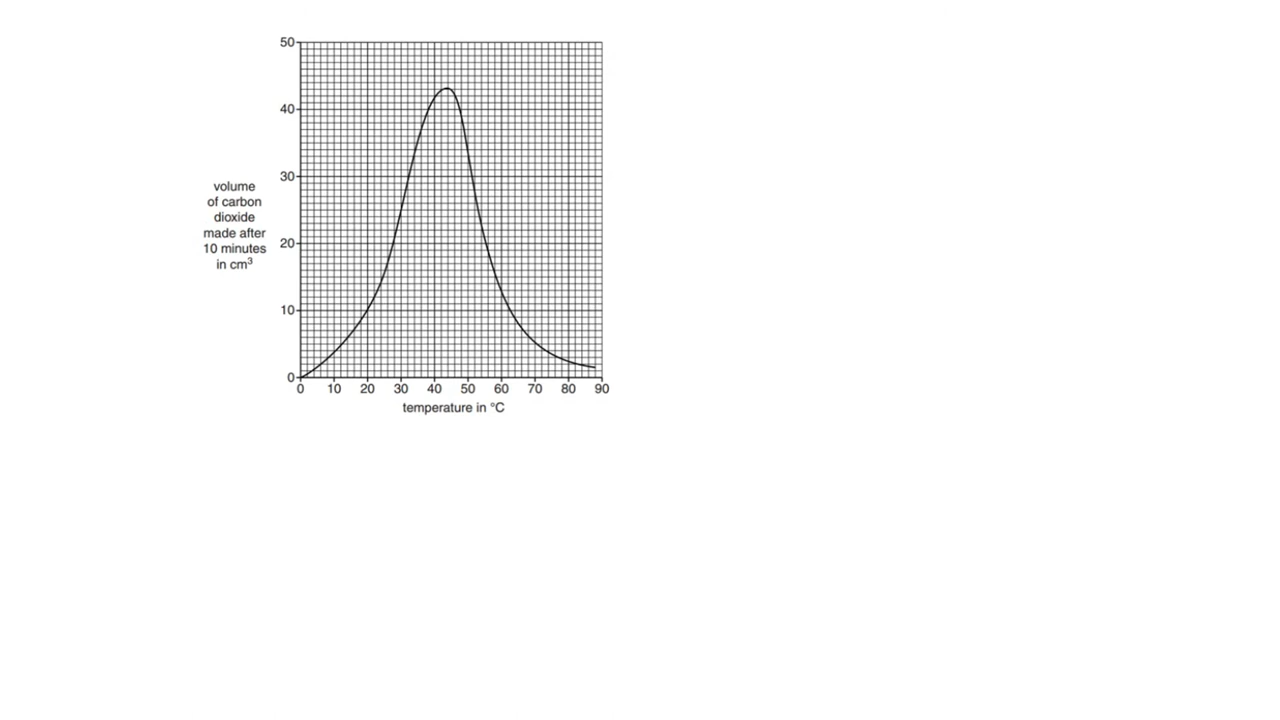 50
40
30
20
10
0
volume
of carbon
dioxide
made after
10 minutes
in cm³
0 10 20 30 40 50 60 70 80 90
temperature in °C